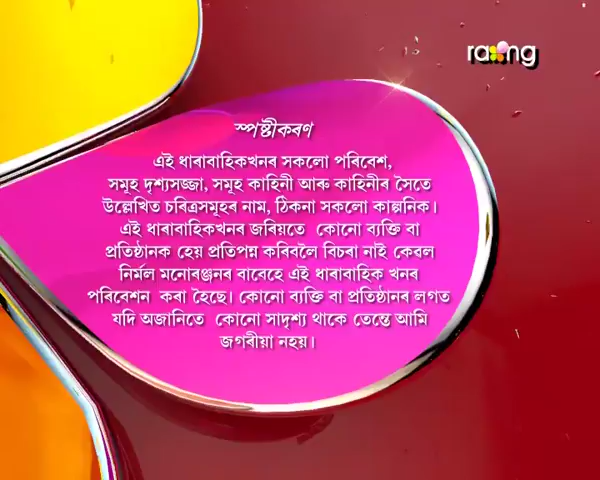 rang
স্পষ্টীকৰণ
এই ধাৰাবাহিকখনৰ সকলো পৰিবেশ,
সমূহ দৃশ্যসজ্জা, সমূহ কাহিনী আৰু কাহিনীৰ সৈতে
উল্লেখিত চৰিত্ৰসমূহৰ নাম, ঠিকনা সকলো কাল্পনিক।
এই ধাৰাবাহিকখনৰ জৰিয়তে কোনো ব্যক্তি বা
প্ৰতিষ্ঠানক হেয় প্ৰতিপন্ন কৰিবলৈ বিচৰা নাই কেৱল
নিৰ্মল মনোৰঞ্জনৰ বাবেহে এই ধাৰাবাহিক খনৰ
পৰিবেশন কৰা হৈছে। কোনো ব্যক্তি বা প্ৰতিষ্ঠানৰ লগত
যদি অজানিতে কোনো সাদৃশ্য থাকে তেন্তে আমি
জগৰীয়া নহয়।